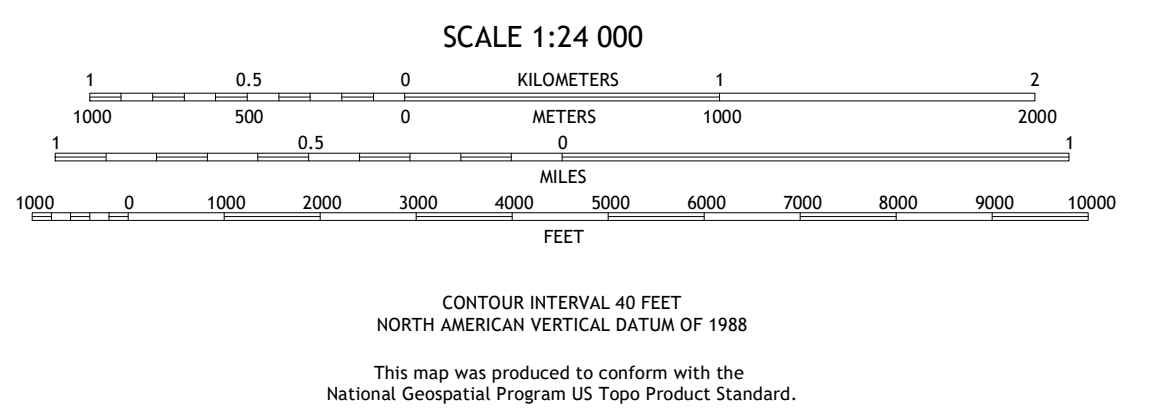 SCALE 1:24 000
1 0.5 0 KILOMETERS 1 2
1000 500 0 METERS 1000 2000
1 0.5 0 1
MILES
1000 0 1000 2000 3000 4000 5000 6000 7000 8000 9000 10000
FEET
CONTOUR INTERVAL 40 FEET
NORTH AMERICAN VERTICAL DATUM OF 1988
This map was produced to conform with the
National Geospatial Program US Topo Product Standard.